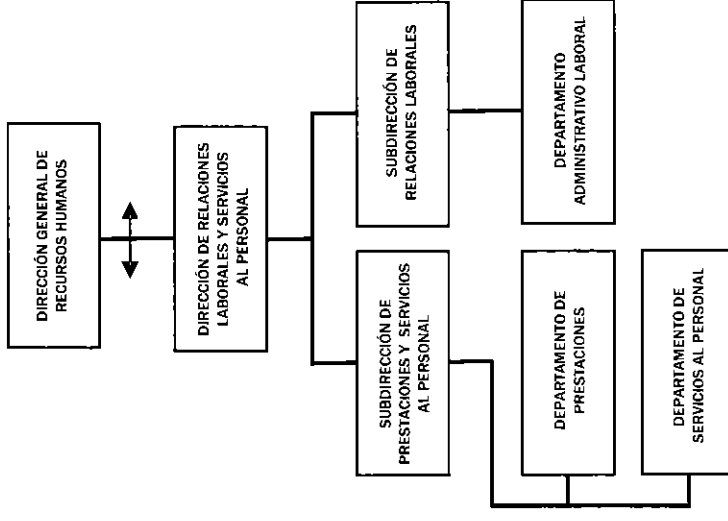 DIRECCIÓN GENERAL DE
RECURSOS HUMANOS
DIRECCIÓN DE RELACIONES
LABORALES Y SERVICIOS
AL PERSONAL
SUBDIRECCIÓN DE
PRESTACIONES Y SERVICIOS
AL PERSONAL
SUBDIRECCIÓN DE
RELACIONES LABORALES
DEPARTAMENTO DE
PRESTACIONES
DEPARTAMENTO
ADMINISTRATIVO LABORAL
DEPARTAMENTO DE
SERVICIOS AL PERSONAL